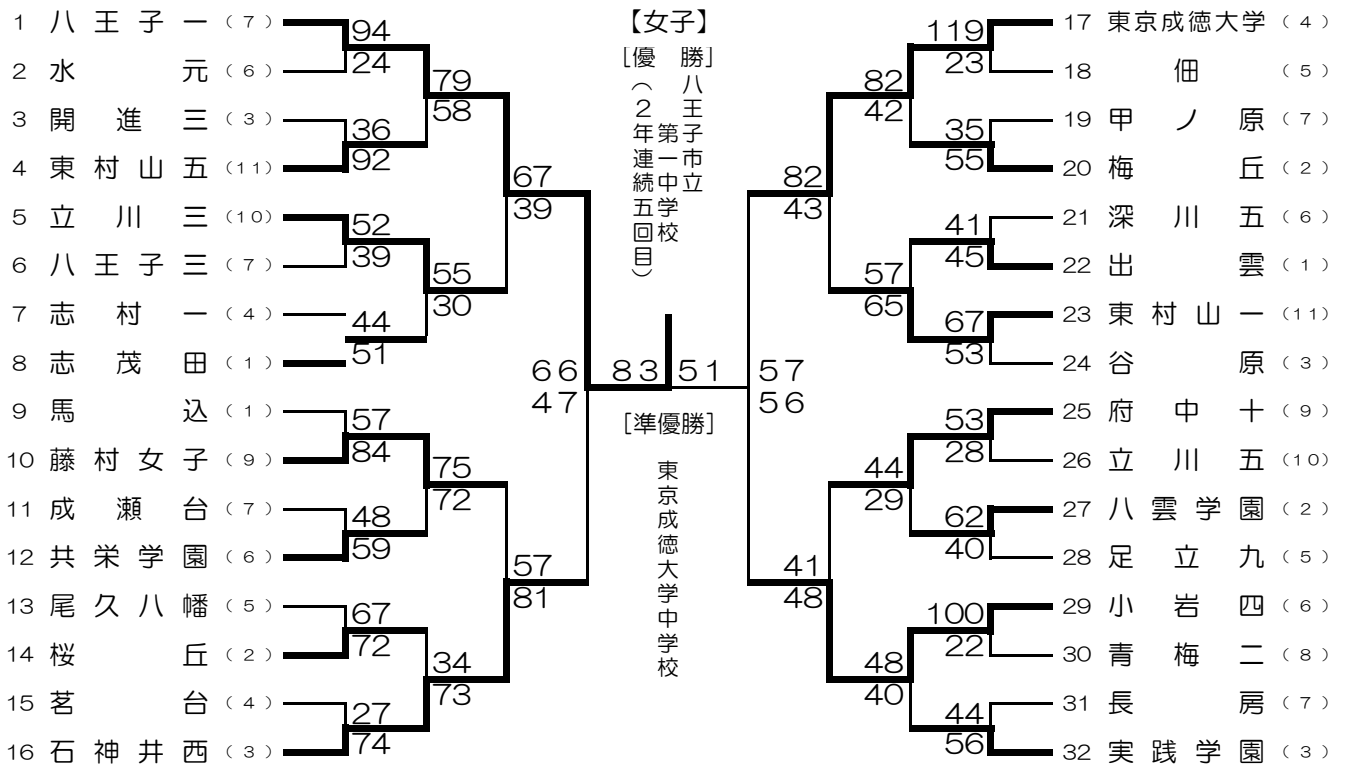 【女子】
[優　勝]
八王子市立
第一中学校
（２年連続五回目）
1 八王子一 （7）
2 水元 （6）
3 開進三 （3）
4 東村山五 （11）
5 立川三 （10）
6 八王子三 （7）
7 志村一 （4）
8 志茂田 （1）
9 馬込 （1）
10 藤村女子 （9）
11 成瀬台 （7）
12 共栄学園 （6）
13 尾久八幡 （5）
14 桜丘 （2）
15 茗台 （4）
16 石神井西 （3）
94
24
36
92
52
39
44
51
57
84
48
59
67
72
27
74
79
58
55
30
75
72
34
73
67
39
57
81
66
47
83 51
57
56
[準優勝]
東京成徳大学中学校
82
43
41
48
82
42
57
65
44
29
48
40
119
23
35
55
41
45
67
53
53
28
62
40
100
22
44
56
17 東京成徳大学 （4）
18 佃 （5）
19 甲ノ原 （7）
20 梅丘 （2）
21 深川五 （6）
22 出雲 （1）
23 東村山一 （11）
24 谷原 （3）
25 府中十 （9）
26 立川五 （10）
27 八雲学園 （2）
28 足立九 （5）
29 小岩四 （6）
30 青梅二 （8）
31 長房 （7）
32 実践学園 （3）